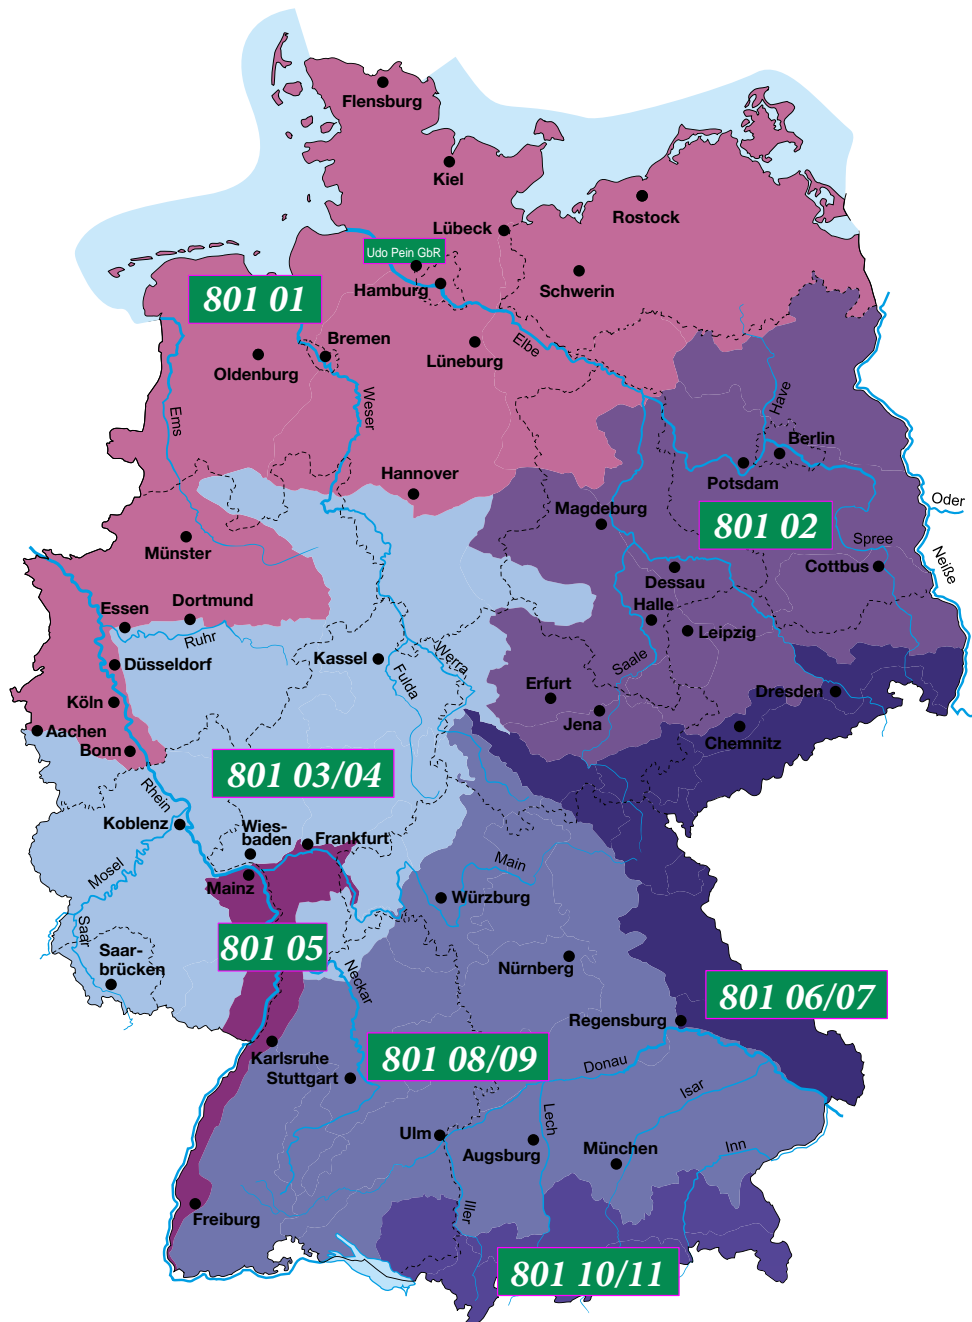 Flensburg
Kiel
Rostock
Lübeck
Udo Pein GbR
Hamburg
Schwerin
801 01
Bremen
Elbe
Lüneburg
Oldenburg
Weser
Ems
Have
Berlin
Hannover
Potsdam
Oder
Magdeburg
801 02
Spree
Münster
Neiße
Cottbus
Dessau
Essen
Dortmund
Halle
Leipzig
Ruhr
Kassel
Werra
Saale
Düsseldorf
Fulda
Erfurt
Dresden
Köln
Jena
Aachen
Chemnitz
Bonn
801 03/04
Rhein
Koblenz
Wies-
baden
Frankfurt
Mosel
Main
Mainz
Würzburg
Saar
801 05
Saar-
brücken
Neckar
Nürnberg
801 06/07
Regensburg
Karlsruhe
801 08/09
Stuttgart
Donau
Isar
Lech
Ulm
Augsburg
München
Inn
Iller
Freiburg
801 10/11